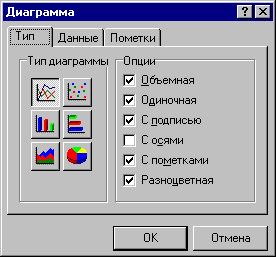 Диаграмма
Тип Данные Пометки
Тип диаграммы
Опции
Объемная
Одиночная
С подписью
С осями
С пометками
Разноцветная
OK Отмена